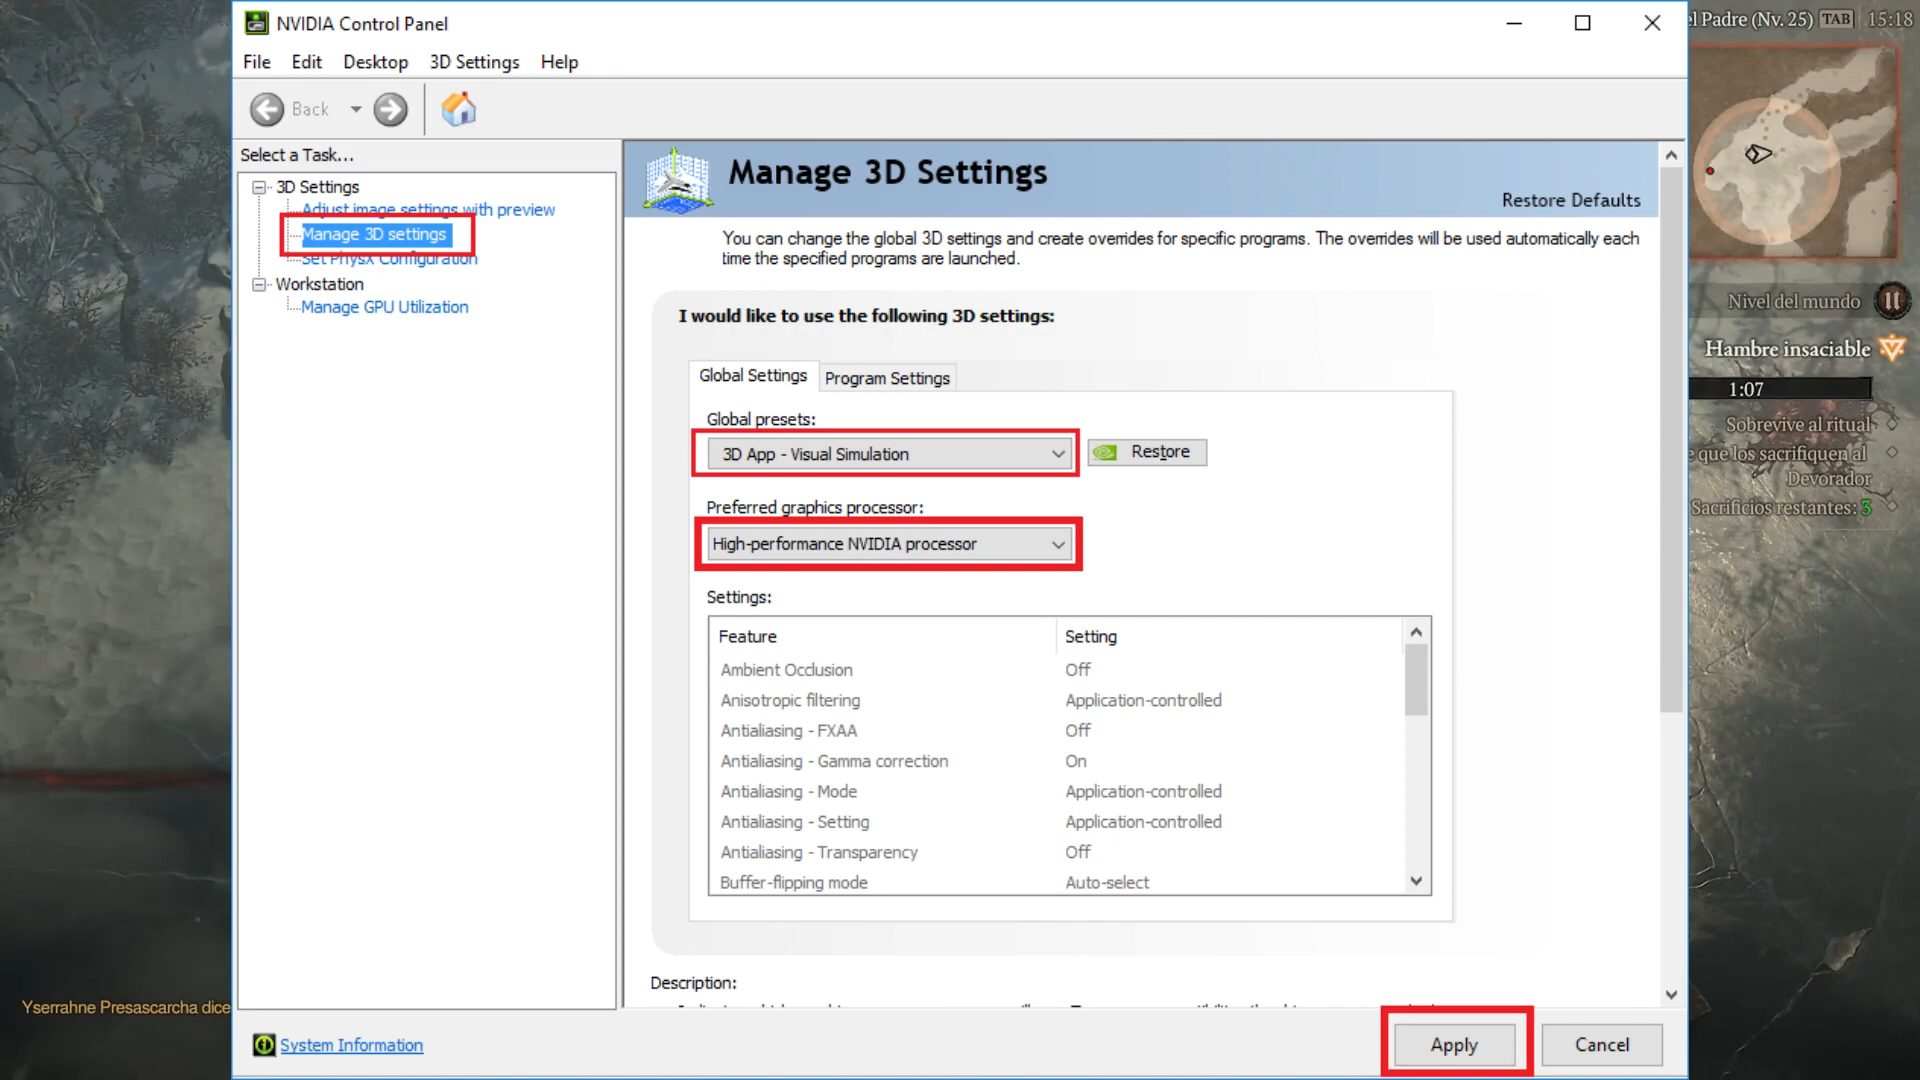 NVIDIA Control Panel
File Edit Desktop 3D Settings Help
Back
Select a Task...
3D Settings
Adjust image settings with preview
Manage 3D settings
Set PhysX Configuration
Workstation
Manage GPU Utilization
System Information
Manage 3D Settings
Restore Defaults
You can change the global 3D settings and create overrides for specific programs. The overrides will be used automatically each
time the specified programs are launched.
I would like to use the following 3D settings:
Global Settings Program Settings
Global presets:
3D App - Visual Simulation Restore
Preferred graphics processor:
High-performance NVIDIA processor
Settings:
Feature Setting
Ambient Occlusion Off
Anisotropic filtering Application-controlled
Antialiasing - FXAA Off
Antialiasing - Gamma correction On
Antialiasing - Mode Application-controlled
Antialiasing - Setting Application-controlled
Antialiasing - Transparency Off
Buffer-flipping mode Auto-select
Description:
Apply Cancel
el Padre (Nv. 25) TAB 15:18
Nivel del mundo II
Hambre insaciable
1:07
Sobrevive al ritual
que los sacrifiquen al
Devorador
Sacrificios restantes: 3
Yserrahne Presascarcha dice